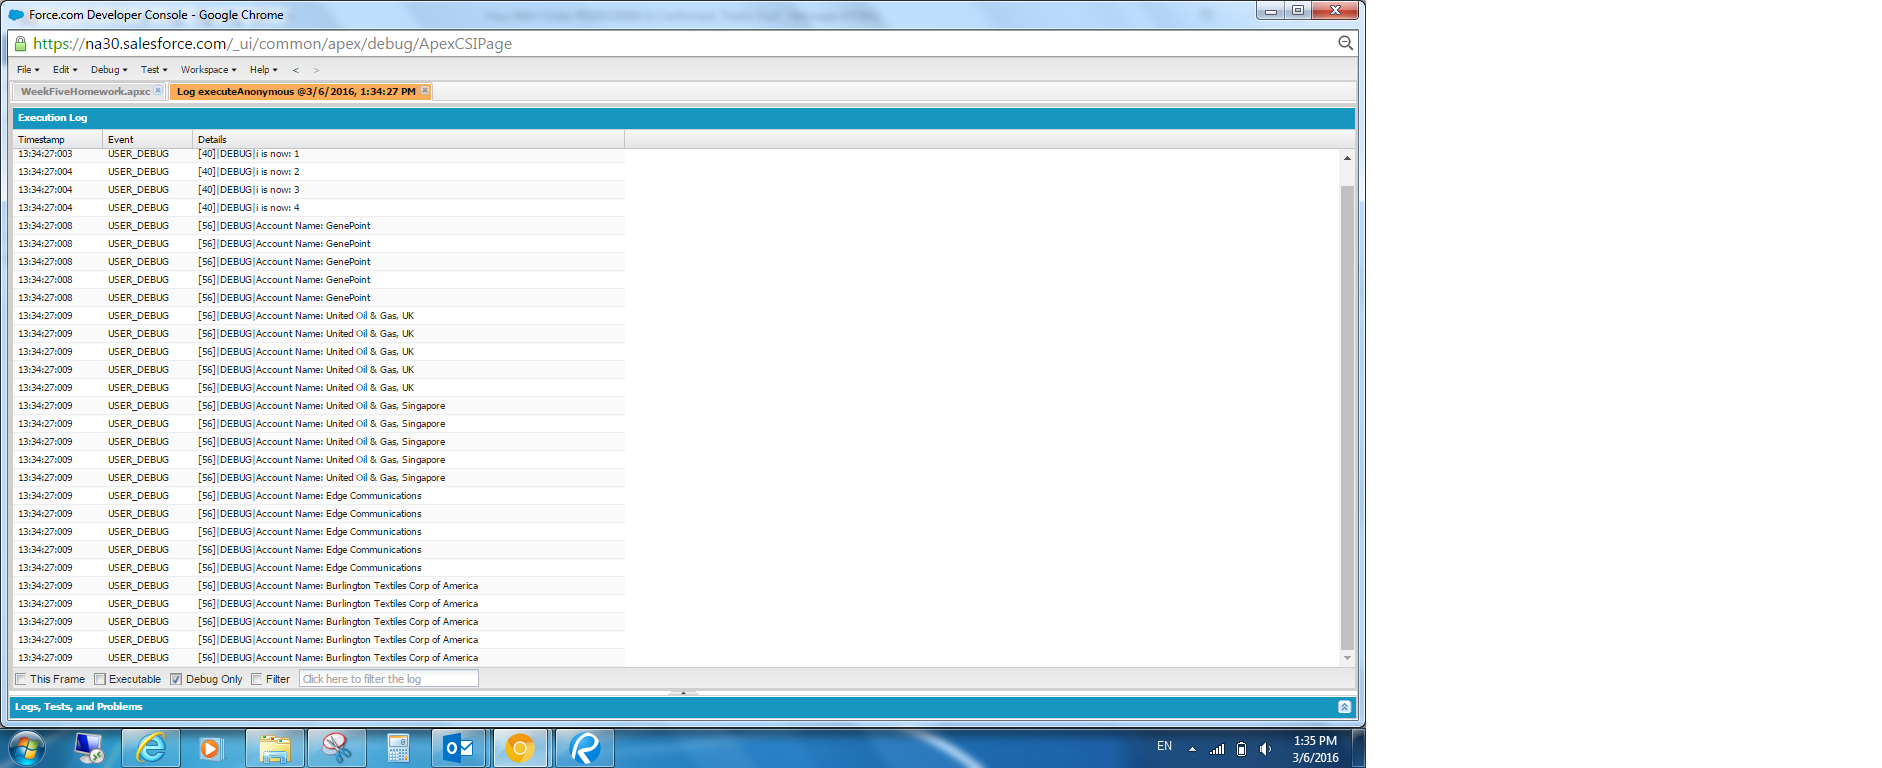 Force.com Developer Console - Google Chrome
https://na30.salesforce.com/_ui/common/apex/debug/ApexCSIPage
File Edit Debug Test Workspace Help < >
WeekFiveHomework.apxc Log executeAnonymous @3/6/2016, 1:34:27 PM
Execution Log
Timestamp Event Details
13:34:27:003 USER_DEBUG [40]|DEBUG|i is now: 1
13:34:27:004 USER_DEBUG [40]|DEBUG|i is now: 2
13:34:27:004 USER_DEBUG [40]|DEBUG|i is now: 3
13:34:27:004 USER_DEBUG [40]|DEBUG|i is now: 4
13:34:27:008 USER_DEBUG [56]|DEBUG|Account Name: GenePoint
13:34:27:008 USER_DEBUG [56]|DEBUG|Account Name: GenePoint
13:34:27:008 USER_DEBUG [56]|DEBUG|Account Name: GenePoint
13:34:27:008 USER_DEBUG [56]|DEBUG|Account Name: GenePoint
13:34:27:008 USER_DEBUG [56]|DEBUG|Account Name: GenePoint
13:34:27:009 USER_DEBUG [56]|DEBUG|Account Name: United Oil & Gas, UK
13:34:27:009 USER_DEBUG [56]|DEBUG|Account Name: United Oil & Gas, UK
13:34:27:009 USER_DEBUG [56]|DEBUG|Account Name: United Oil & Gas, UK
13:34:27:009 USER_DEBUG [56]|DEBUG|Account Name: United Oil & Gas, UK
13:34:27:009 USER_DEBUG [56]|DEBUG|Account Name: United Oil & Gas, UK
13:34:27:009 USER_DEBUG [56]|DEBUG|Account Name: United Oil & Gas, Singapore
13:34:27:009 USER_DEBUG [56]|DEBUG|Account Name: United Oil & Gas, Singapore
13:34:27:009 USER_DEBUG [56]|DEBUG|Account Name: United Oil & Gas, Singapore
13:34:27:009 USER_DEBUG [56]|DEBUG|Account Name: United Oil & Gas, Singapore
13:34:27:009 USER_DEBUG [56]|DEBUG|Account Name: United Oil & Gas, Singapore
13:34:27:009 USER_DEBUG [56]|DEBUG|Account Name: Edge Communications
13:34:27:009 USER_DEBUG [56]|DEBUG|Account Name: Edge Communications
13:34:27:009 USER_DEBUG [56]|DEBUG|Account Name: Edge Communications
13:34:27:009 USER_DEBUG [56]|DEBUG|Account Name: Edge Communications
13:34:27:009 USER_DEBUG [56]|DEBUG|Account Name: Edge Communications
13:34:27:009 USER_DEBUG [56]|DEBUG|Account Name: Burlington Textiles Corp of America
13:34:27:009 USER_DEBUG [56]|DEBUG|Account Name: Burlington Textiles Corp of America
13:34:27:009 USER_DEBUG [56]|DEBUG|Account Name: Burlington Textiles Corp of America
13:34:27:009 USER_DEBUG [56]|DEBUG|Account Name: Burlington Textiles Corp of America
13:34:27:009 USER_DEBUG [56]|DEBUG|Account Name: Burlington Textiles Corp of America
This Frame Executable Debug Only Filter Click here to filter the log
Logs, Tests, and Problems
EN 1:35 PM
3/6/2016